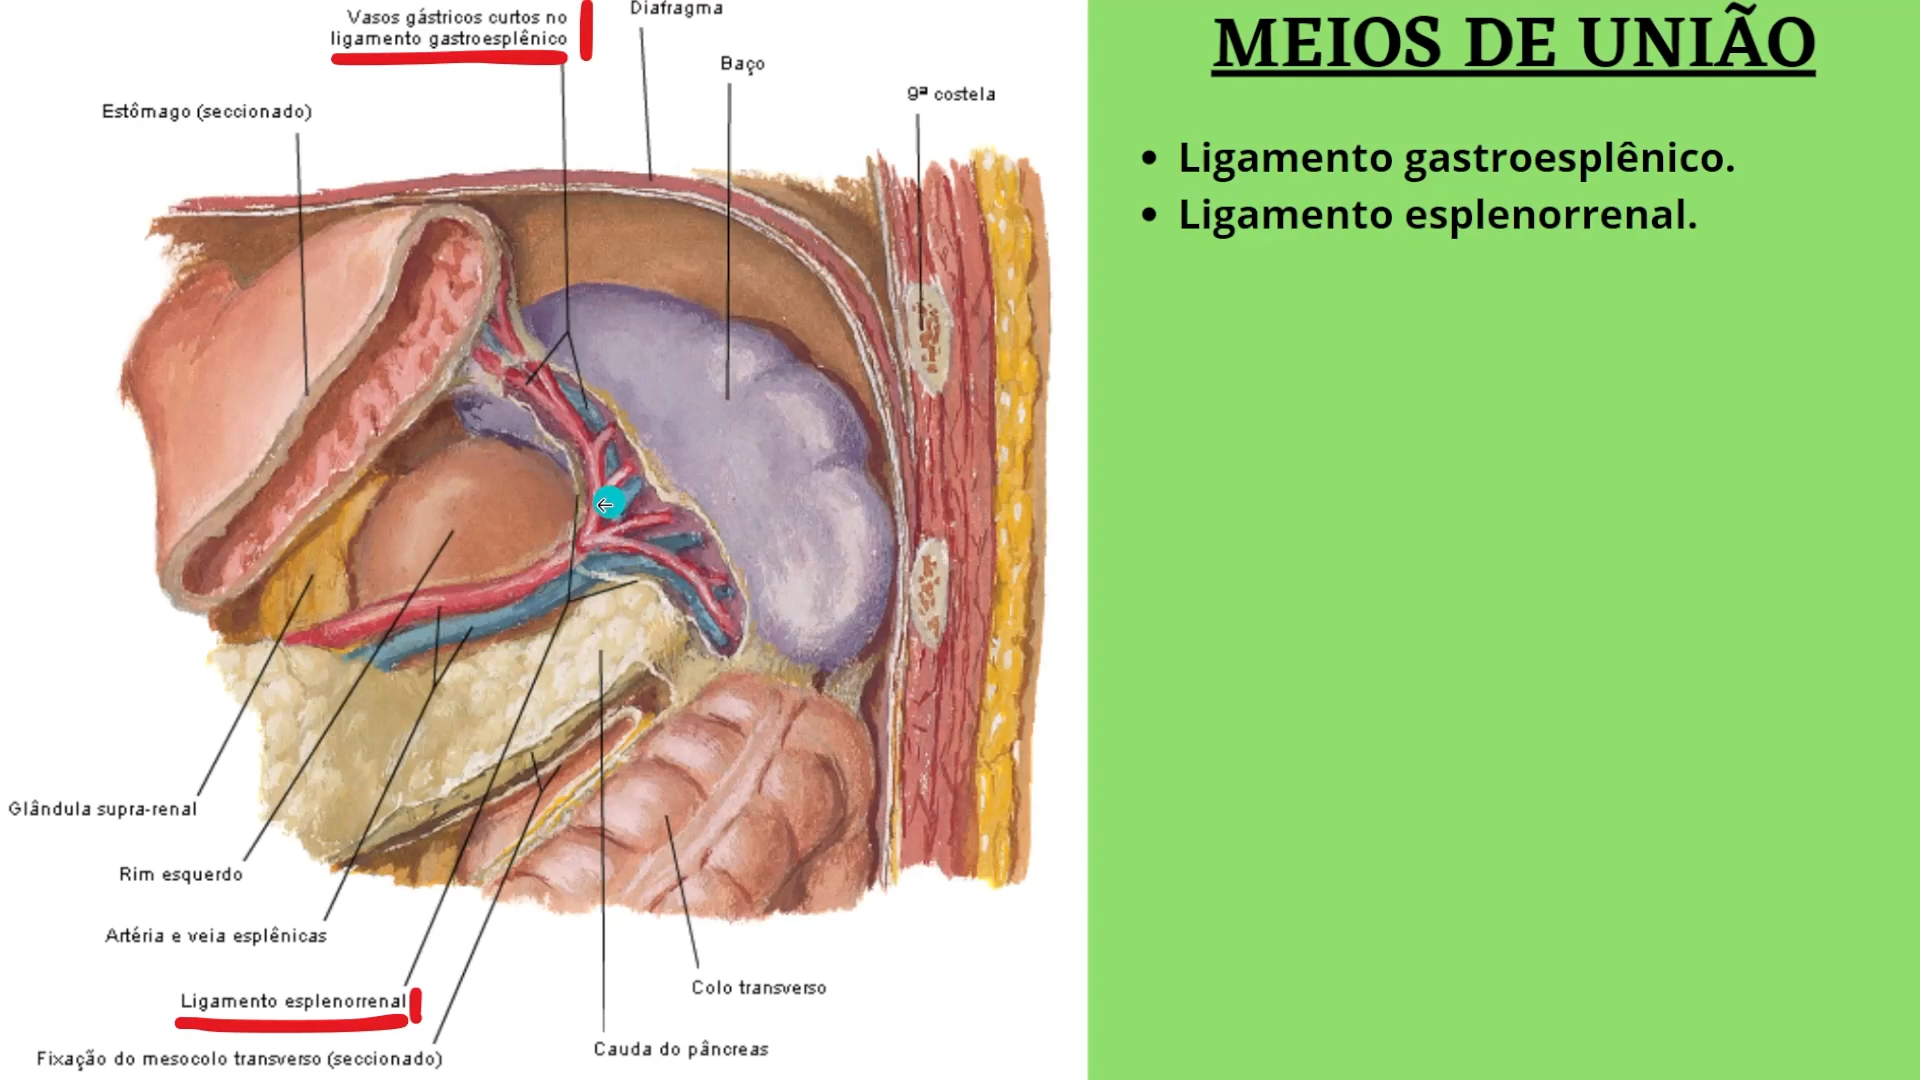 Vasos gástricos curtos no
ligamento gastroesplênico
Diafragma
Baço
9ª costela
Estômago (seccionado)
Glândula supra-renal
Rim esquerdo
Artéria e veia esplênicas
Ligamento esplenorrenal
Fixação do mesocolo transverso (seccionado)
Colo transverso
Cauda do pâncreas
MEIOS DE UNIÃO
• Ligamento gastroesplênico.
• Ligamento esplenorrenal.